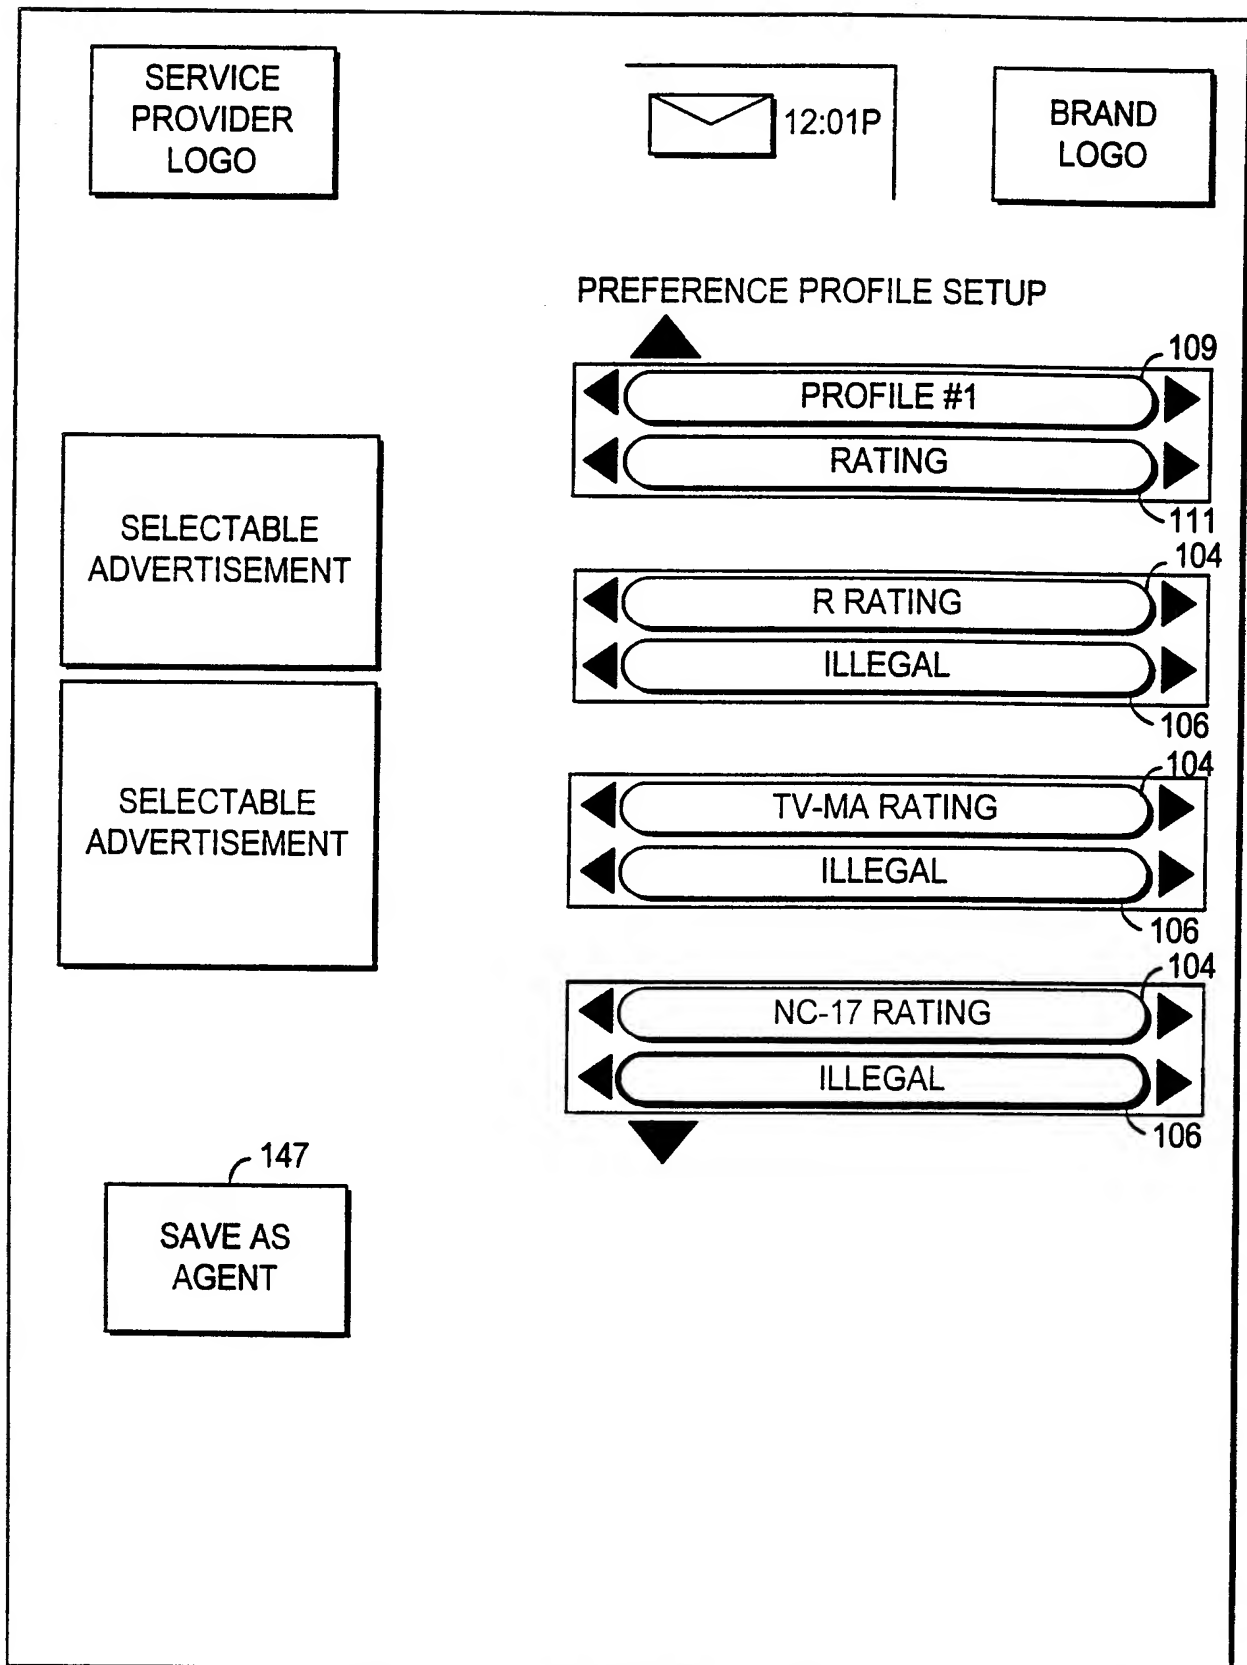 SERVICE
PROVIDER
LOGO
12:01P
BRAND
LOGO
PREFERENCE PROFILE SETUP
109
PROFILE #1
RATING
111
SELECTABLE
ADVERTISEMENT
104
R RATING
ILLEGAL
106
SELECTABLE
ADVERTISEMENT
104
TV-MA RATING
ILLEGAL
106
104
NC-17 RATING
ILLEGAL
106
147
SAVE AS
AGENT